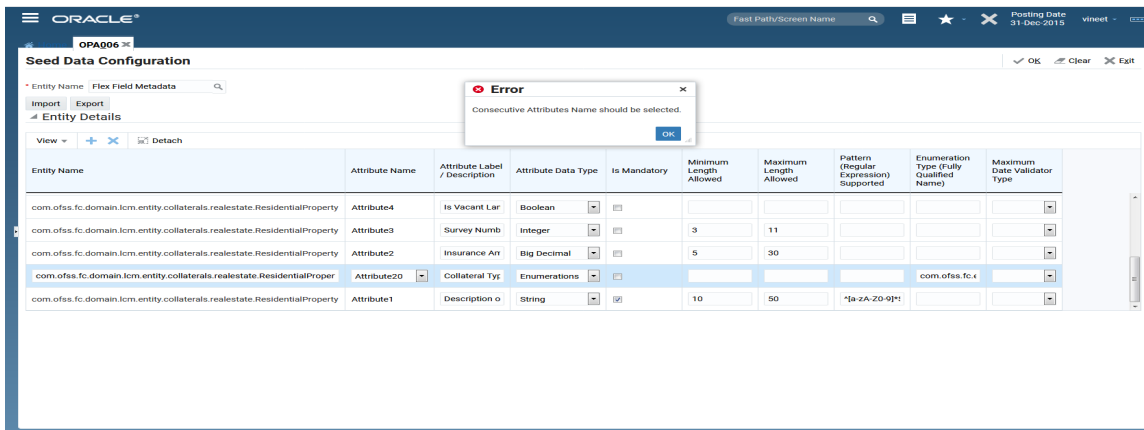 ORACLE®
Fast Path/Screen Name
Posting Date
31-Dec-2015
vineet
OPA006
Seed Data Configuration
OK Clear Exit
* Entity Name Flex Field Metadata
Import Export
Entity Details
Error
Consecutive Attributes Name should be selected.
OK
View Detach
Entity Name Attribute Name Attribute Label / Description Attribute Data Type Is Mandatory Minimum Length Allowed Maximum Length Allowed Pattern (Regular Expression) Supported Enumeration Type (Fully Qualified Name) Maximum Date Validator Type
com.ofss.fc.domain.lcm.entity.collaterals.realestate.ResidentialProperty Attribute4 Is Vacant Lar Boolean
com.ofss.fc.domain.lcm.entity.collaterals.realestate.ResidentialProperty Attribute3 Survey Numb Integer 3 11
com.ofss.fc.domain.lcm.entity.collaterals.realestate.ResidentialProperty Attribute2 Insurance Am Big Decimal 5 30
com.ofss.fc.domain.lcm.entity.collaterals.realestate.ResidentialProper Attribute20 Collateral Typ Enumerations com.ofss.fc.e
com.ofss.fc.domain.lcm.entity.collaterals.realestate.ResidentialProperty Attribute1 Description o String 10 50